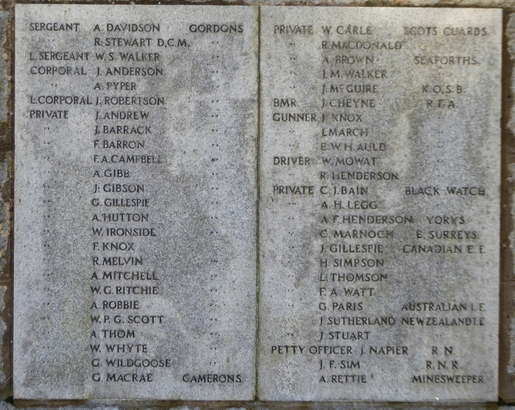 SERGEANT A. DAVIDSON GORDONS
" R. STEWART D.C.M. "
L. SERGEANT W. S. WALKER "
CORPORAL J. ANDERSON "
" A. PYPER "
L. CORPORAL J. ROBERTSON "
PRIVATE J. ANDREW "
" J. BARRACK "
" F. BARRON "
" F. A. CAMPBELL "
" A. GIBB "
" J. GIBSON "
" G. GILLESPIE "
" A. HUTTON "
" W. IRONSIDE "
" F. KNOX "
" R. MELVIN "
" A. MITCHELL "
" W. G. RITCHIE "
" A. ROBBIE "
" W. P. G. SCOTT "
" A. THOM "
" W. WHYTE "
" G. WILDGOOSE "
" G. MACRAE CAMERONS
PRIVATE W. CARLE SCOTS GUARDS.
" R. MACDONALD "
" A. BROWN SEAFORTHS.
" J. M. WALKER "
" J. McGUIRE K.O.S.B.
BMR J. CHEYNE R.F.A.
GUNNER J. KNOX "
" J. MARCH "
" E. W. H. AULD "
DRIVER W. MOWAT "
" R. HENDERSON "
PRIVATE C. J. BAIN BLACK WATCH
" A. H. LEGG "
" A. F. HENDERSON YORKS
" C. MARNOCH E. SURREYS.
" J. GILLESPIE CANADIAN E.F.
" H. SIMPSON "
" L. THOMSON "
" F. A. WATT "
" G. PARIS AUSTRALIAN I.F.
" J. SUTHERLAND NEW ZEALAND E.F.
" J. STUART "
PETTY OFFICER J. NAPIER R.N.
" J. F. SIM R.N.R.
" A. RETTIE MINESWEEPER